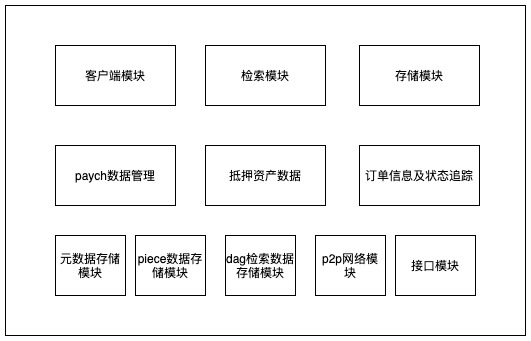 客户端模块
检索模块
存储模块
paych数据管理
抵押资产数据
订单信息及状态追踪
元数据存储
模块
piece数据存
储模块
dag检索数据
存储模块
p2p网络模
块
接口模块